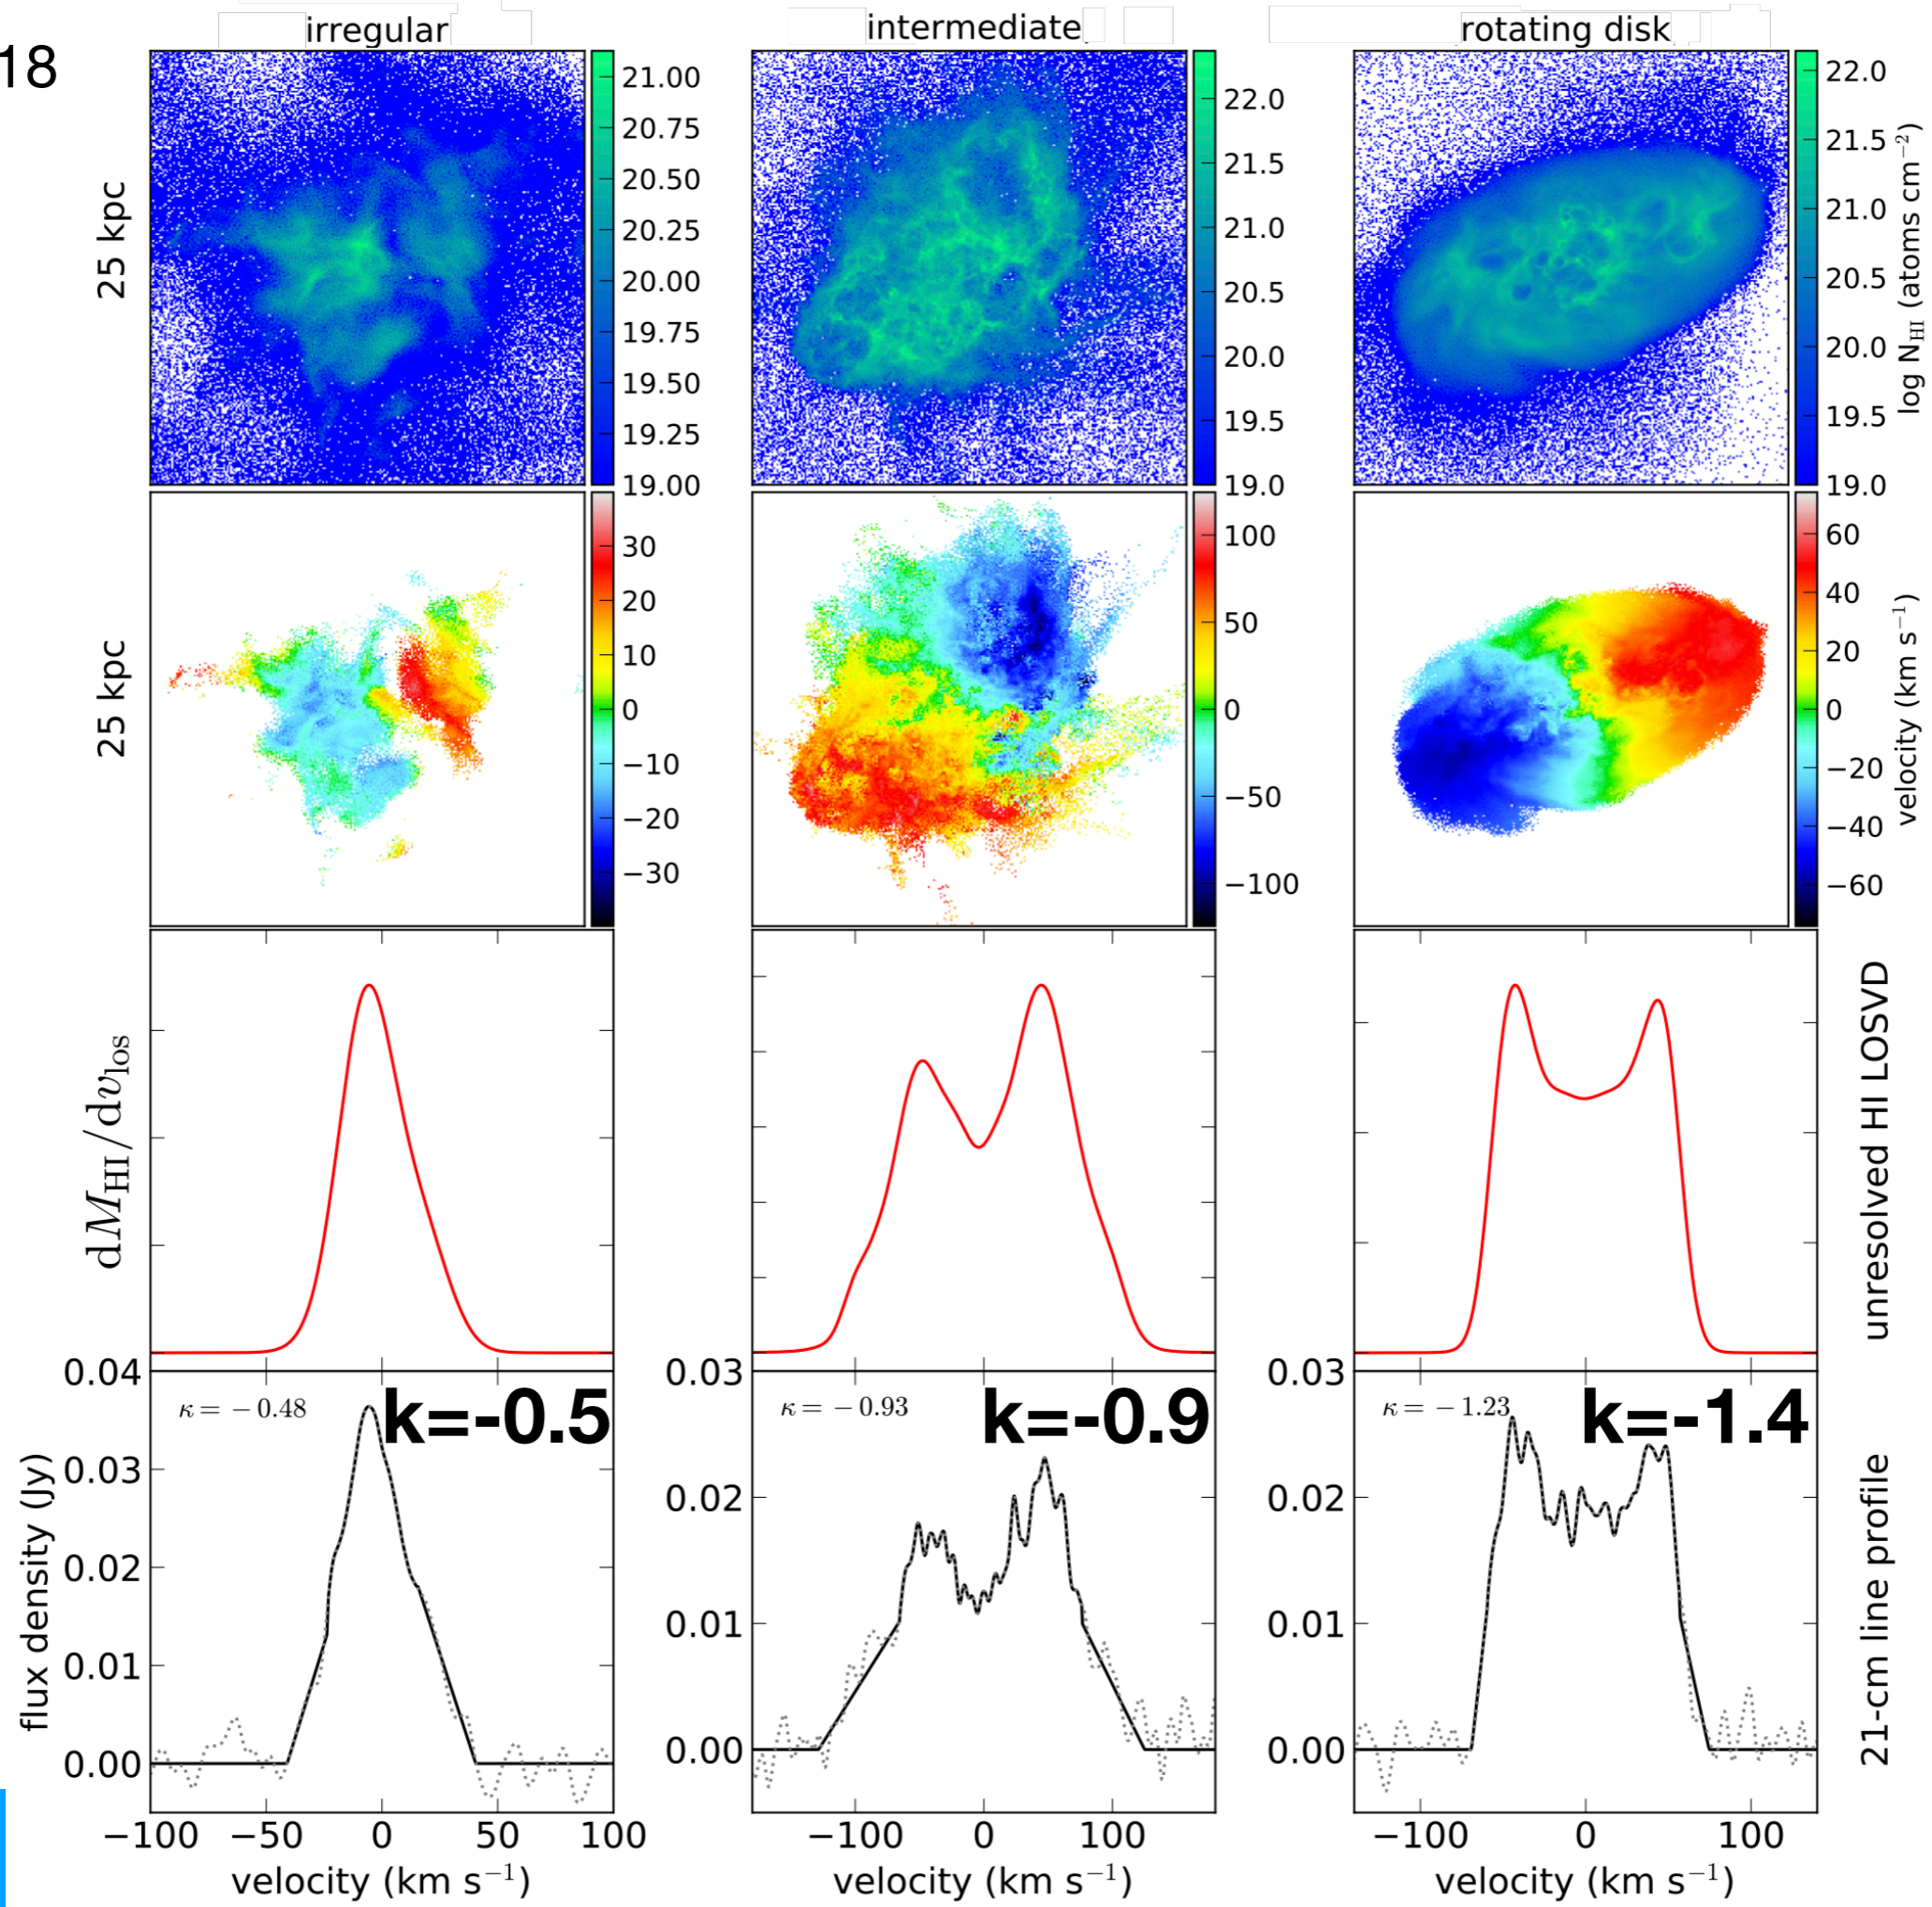 irregular
intermediate
rotating disk
18
25 kpc
21.00
20.75
20.50
20.25
20.00
19.75
19.50
19.25
19.00
22.0
21.5
21.0
20.5
20.0
19.5
19.0
22.0
21.5
21.0
20.5
20.0
19.5
19.0
log N_HI (atoms cm⁻²)
25 kpc
30
20
10
0
−10
−20
−30
100
50
0
−50
−100
60
40
20
0
−20
−40
−60
velocity (km s⁻¹)
dM_HI/dv_los
unresolved HI LOSVD
flux density (Jy)
0.04
0.03
0.02
0.01
0.00
κ = −0.48
k=-0.5
0.03
0.02
0.01
0.00
κ = −0.93
k=-0.9
0.03
0.02
0.01
0.00
κ = −1.23
k=-1.4
21-cm line profile
−100 −50 0 50 100
−100 0 100
−100 0 100
velocity (km s⁻¹)
velocity (km s⁻¹)
velocity (km s⁻¹)